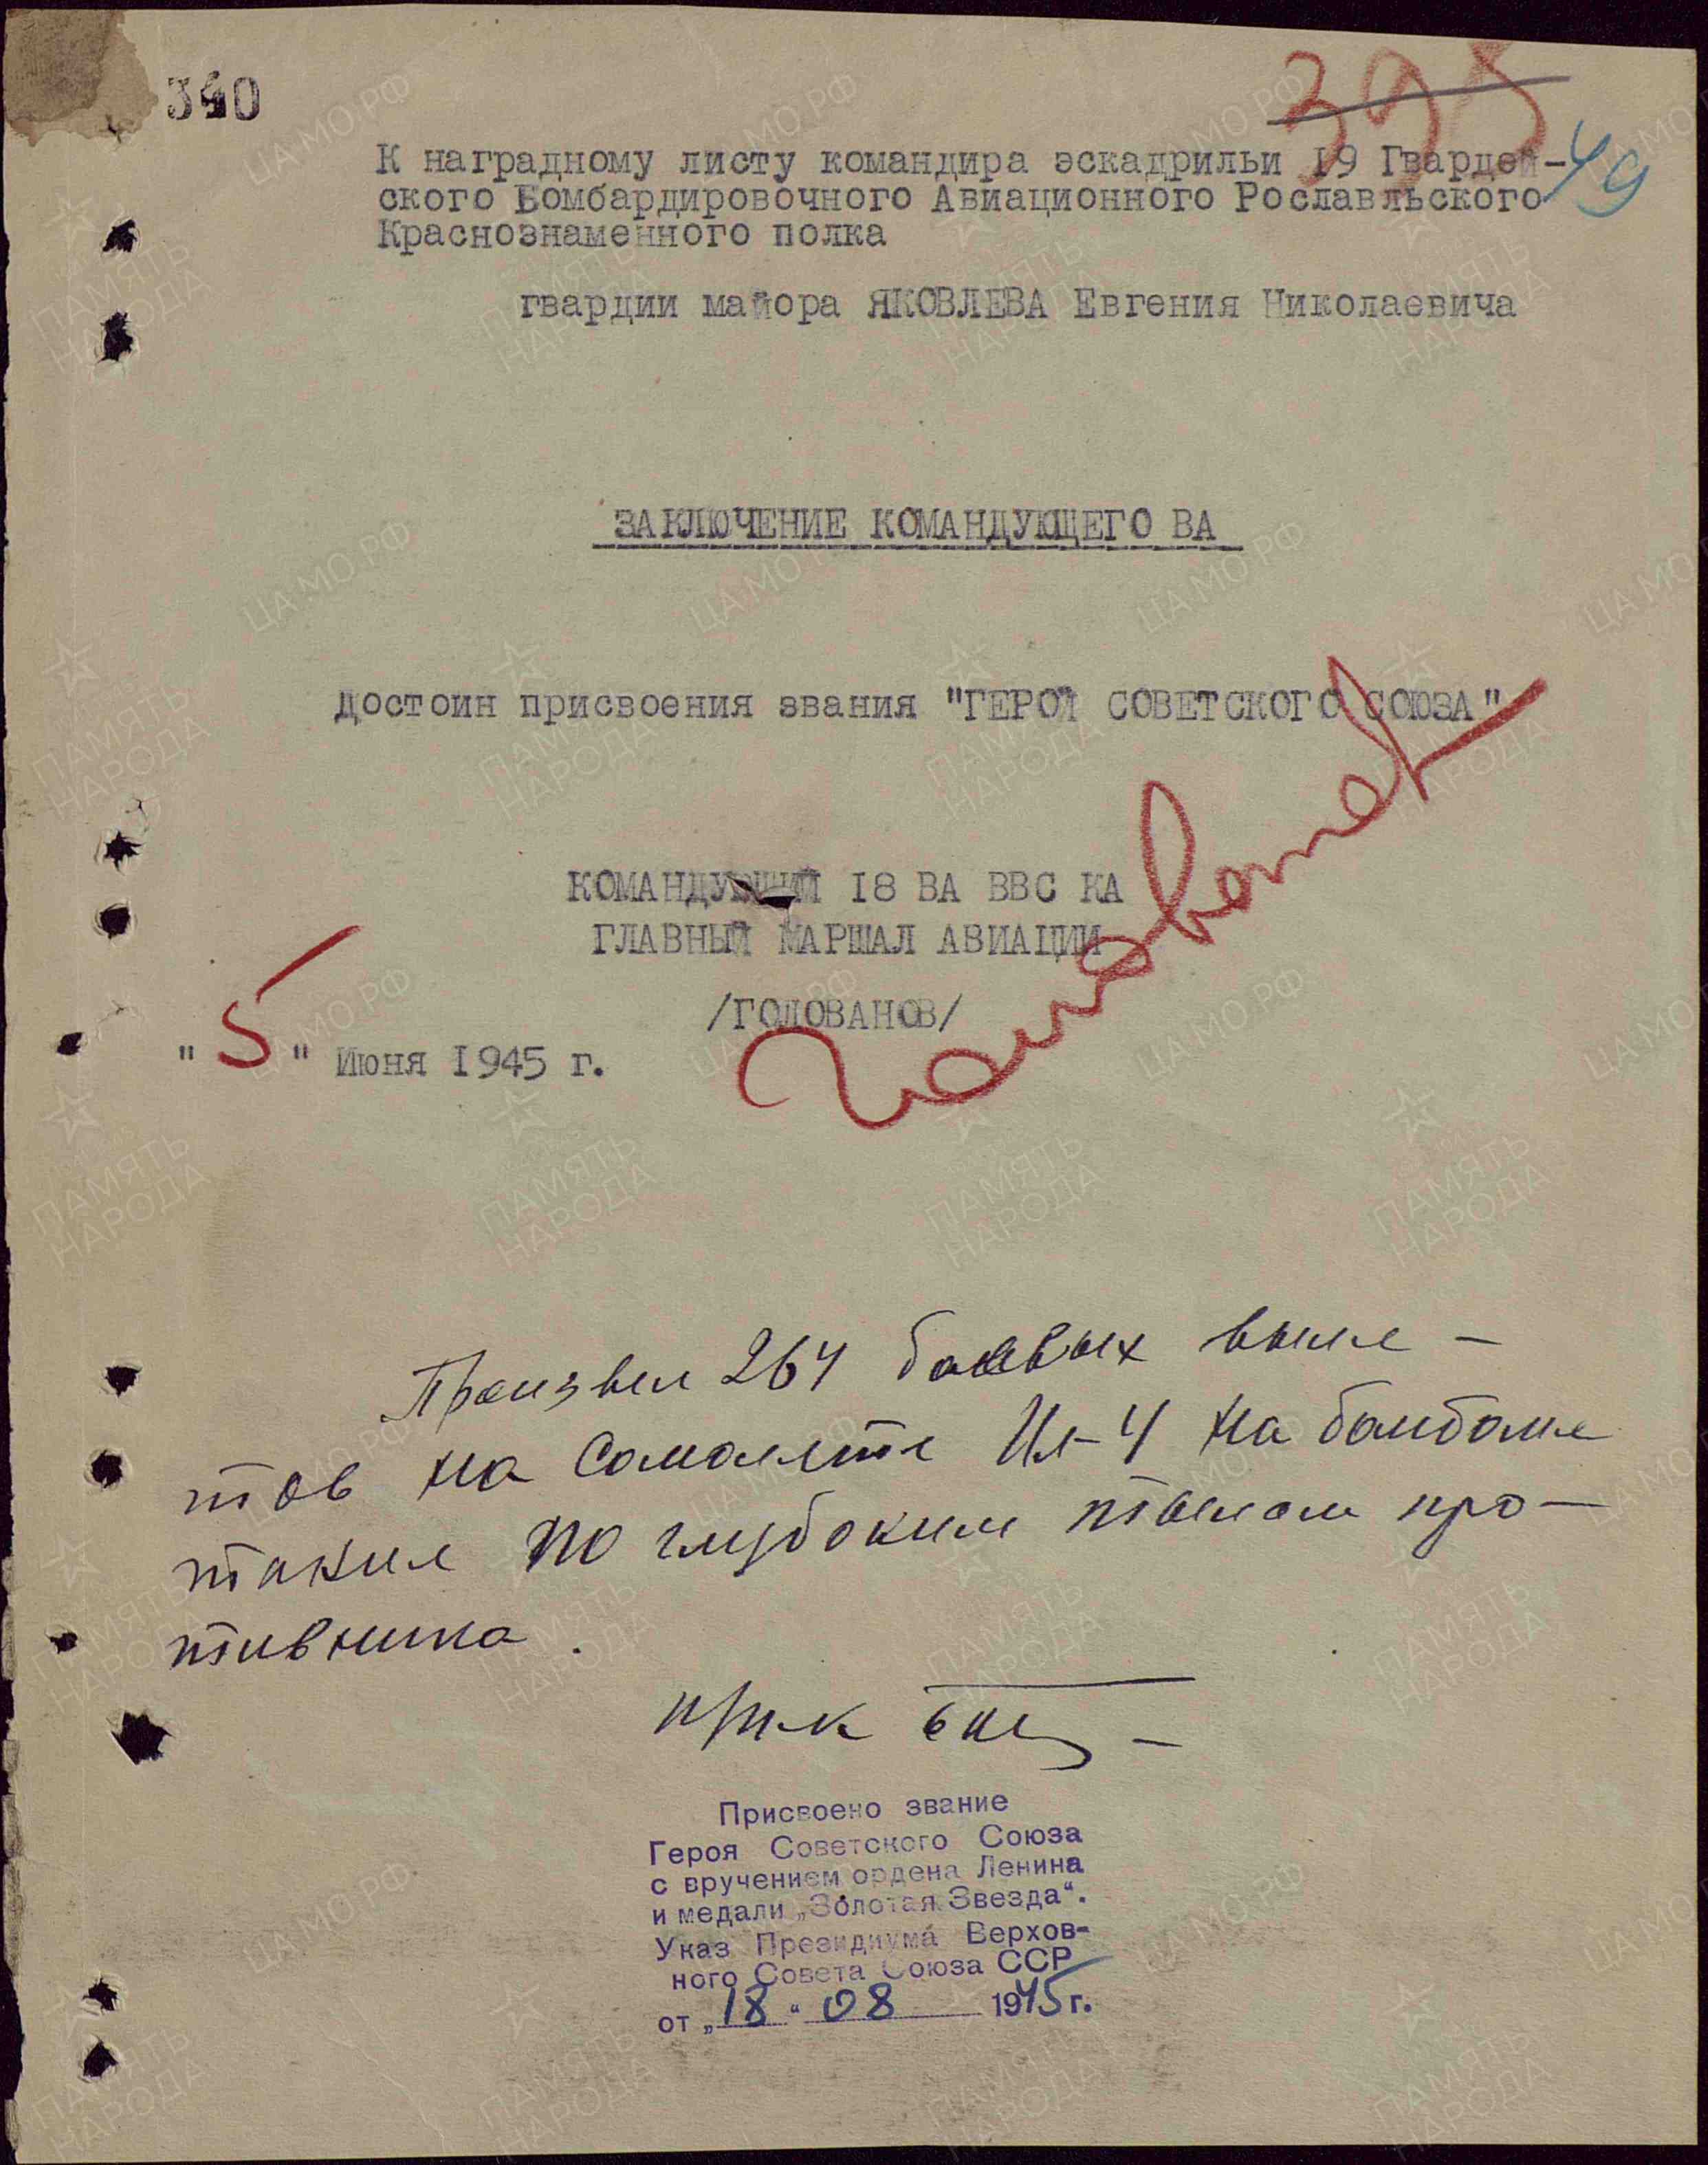 340
395
49
К наградному листу командира эскадрильи 19 Гвардей-
ского Бомбардировочного Авиационного Рославльского
Краснознаменного полка
гвардии майора ЯКОВЛЕВА Евгения Николаевича
ЗАКЛЮЧЕНИЕ КОМАНДУЮЩЕГО ВА
достоин присвоения звания "ГЕРОЙ СОВЕТСКОГО СОЮЗА"
КОМАНДУЮЩИЙ 18 ВА ВВС КА
ГЛАВНЫЙ МАРШАЛ АВИАЦИИ
/ГОЛОВАНОВ/
"5" Июня 1945 г.
Произвел 264 боевых выле-
тов на самолете Ил-4 на бомбоме
тание по глубоким тылам про-
тивника.
Присвоено звание
Героя Советского Союза
с вручением ордена Ленина
и медали „Золотая Звезда“.
Указ Президиума Верхов-
ного Совета Союза ССР
от „18“ 08 1945 г.